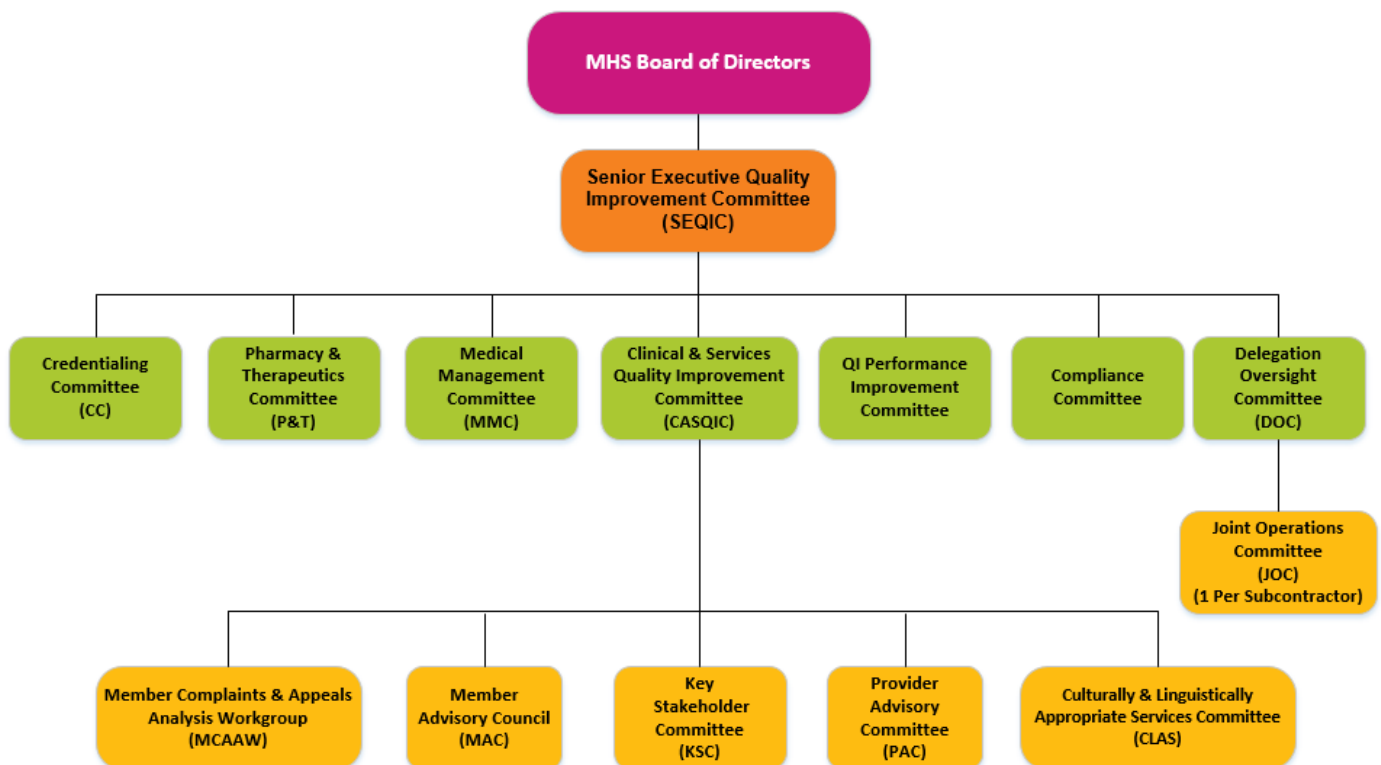 MHS Board of Directors
Senior Executive Quality
Improvement Committee
(SEQIC)
Credentialing
Committee
(CC)
Pharmacy &
Therapeutics
Committee
(P&T)
Medical
Management
Committee
(MMC)
Clinical & Services
Quality Improvement
Committee
(CASQIC)
QI Performance
Improvement
Committee
Compliance
Committee
Delegation
Oversight
Committee
(DOC)
Joint Operations
Committee
(JOC)
(1 Per Subcontractor)
Member Complaints & Appeals
Analysis Workgroup
(MCAAW)
Member
Advisory Council
(MAC)
Key
Stakeholder
Committee
(KSC)
Provider
Advisory
Committee
(PAC)
Culturally & Linguistically
Appropriate Services Committee
(CLAS)